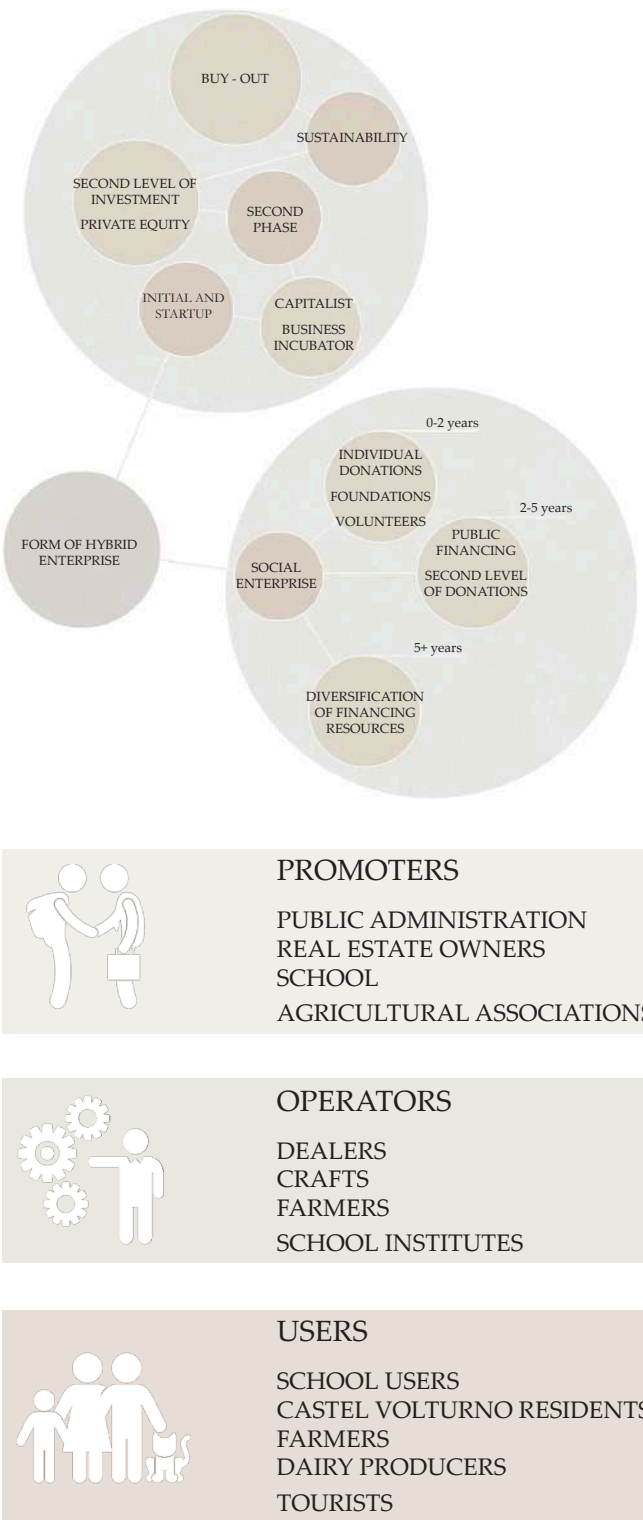 BUY - OUT
SUSTAINABILITY
SECOND LEVEL OF
INVESTMENT
PRIVATE EQUITY
SECOND
PHASE
INITIAL AND
STARTUP
CAPITALIST
BUSINESS
INCUBATOR
FORM OF HYBRID
ENTERPRISE
SOCIAL
ENTERPRISE
0-2 years
INDIVIDUAL
DONATIONS
FOUNDATIONS
VOLUNTEERS
2-5 years
PUBLIC
FINANCING
SECOND LEVEL
OF DONATIONS
5+ years
DIVERSIFICATION
OF FINANCING
RESOURCES
PROMOTERS
PUBLIC ADMINISTRATION
REAL ESTATE OWNERS
SCHOOL
AGRICULTURAL ASSOCIATIONS
OPERATORS
DEALERS
CRAFTS
FARMERS
SCHOOL INSTITUTES
USERS
SCHOOL USERS
CASTEL VOLTURNO RESIDENTS
FARMERS
DAIRY PRODUCERS
TOURISTS